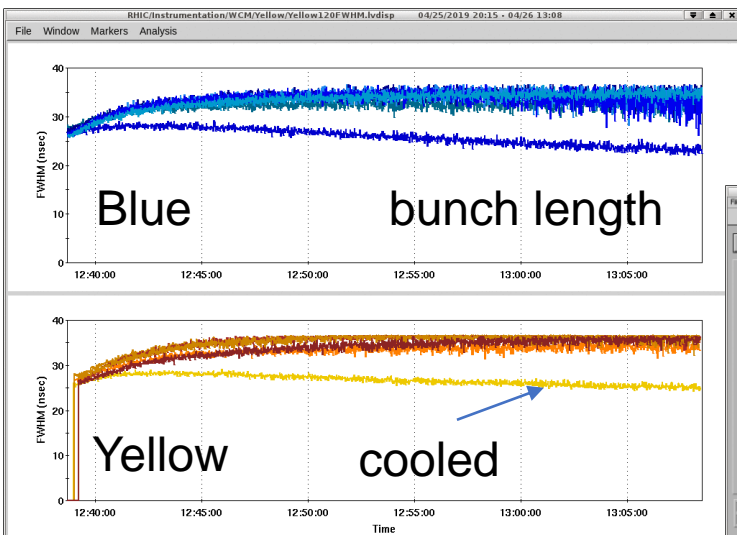 RHIC/Instrumentation/WCM/Yellow/Yellow120FWHM.lvdisp 04/25/2019 20:15 - 04/26 13:08
File Window Markers Analysis
40
30
20
10
0
FWHM (nsec)
Blue bunch length
12:40:00 12:45:00 12:50:00 12:55:00 13:00:00 13:05:00
40
30
20
10
0
FWHM (nsec)
Yellow cooled
12:40:00 12:45:00 12:50:00 12:55:00 13:00:00 13:05:00
Time